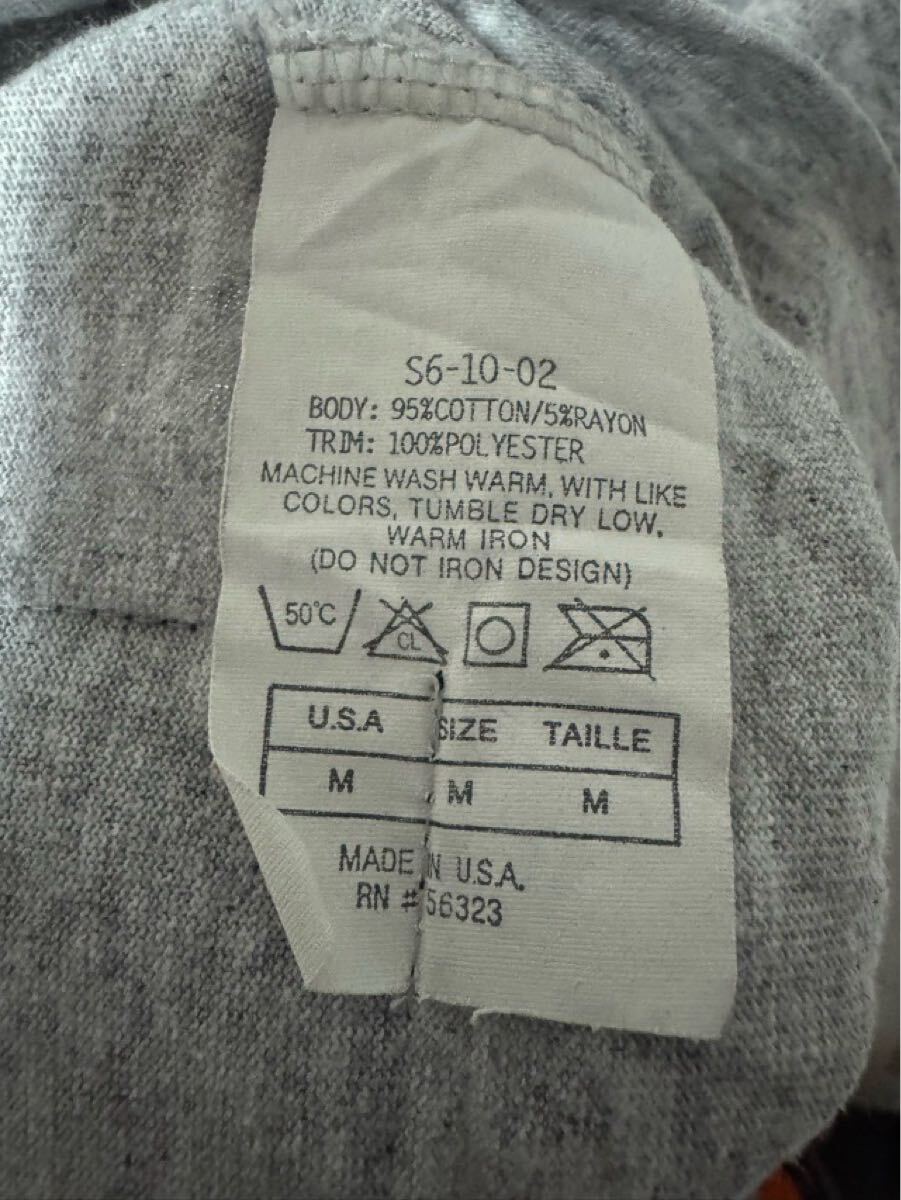 S6-10-02
BODY: 95%COTTON/5%RAYON
TRIM: 100%POLYESTER
MACHINE WASH WARM, WITH LIKE
COLORS, TUMBLE DRY LOW,
WARM IRON
(DO NOT IRON DESIGN)
50°C CL
U.S.A SIZE TAILLE
M M M
MADE IN U.S.A.
RN #56323